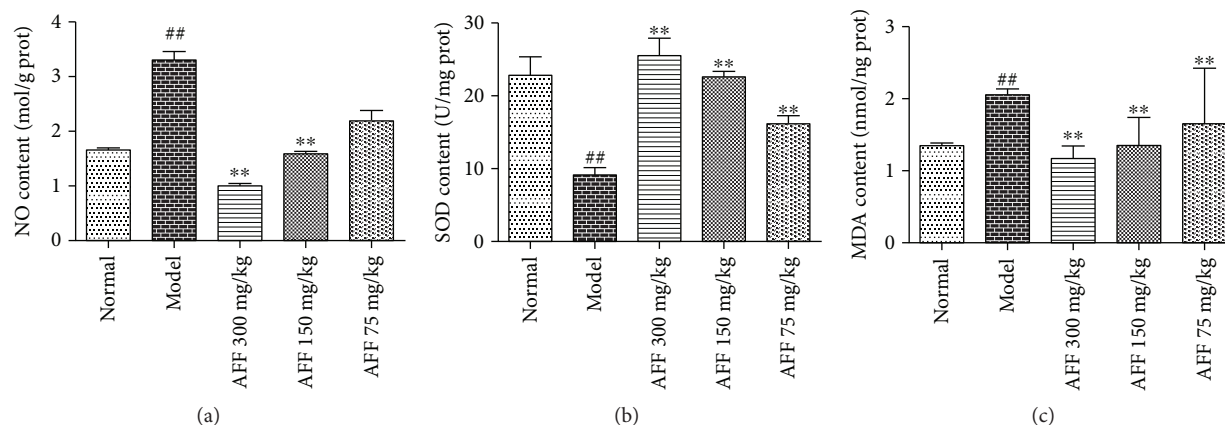 NO content (mol/g prot)
4
3
2
1
0
##
**
**
Normal
Model
AFF 300 mg/kg
AFF 150 mg/kg
AFF 75 mg/kg
(a)
SOD content (U/mg prot)
30
20
10
0
##
**
**
**
Normal
Model
AFF 300 mg/kg
AFF 150 mg/kg
AFF 75 mg/kg
(b)
MDA content (nmol/ng prot)
3
2
1
0
##
**
**
**
Normal
Model
AFF 300 mg/kg
AFF 150 mg/kg
AFF 75 mg/kg
(c)